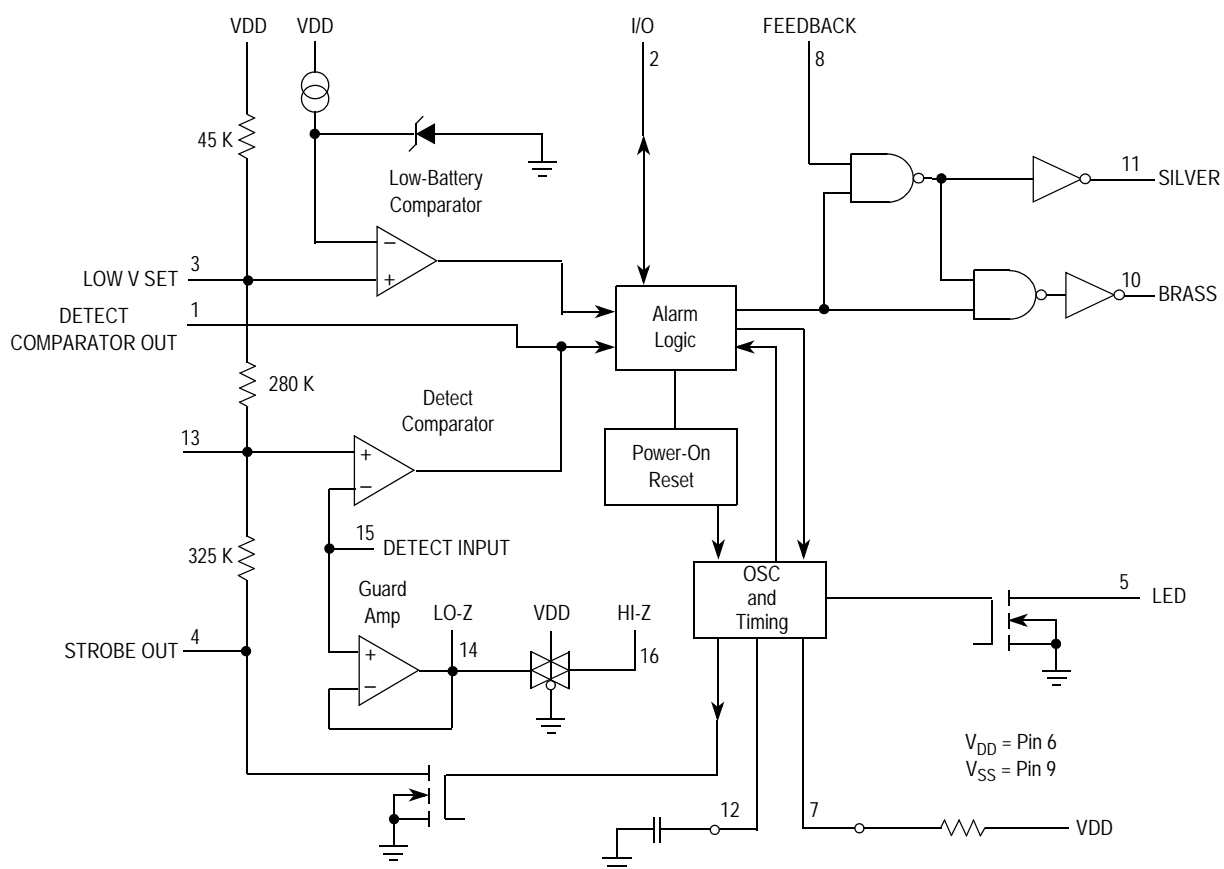 VDD
VDD
I/O
FEEDBACK
2
8
45 K
Low-Battery
Comparator
11
SILVER
LOW V SET
3
10
BRASS
DETECT
COMPARATOR OUT
1
Alarm
Logic
280 K
Detect
Comparator
13
Power-On
Reset
15
DETECT INPUT
325 K
OSC
and
Timing
5
LED
Guard
Amp
LO-Z
VDD
HI-Z
14
16
STROBE OUT
4
VDD = Pin 6
VSS = Pin 9
12
7
VDD
+
−
+
−
+
−